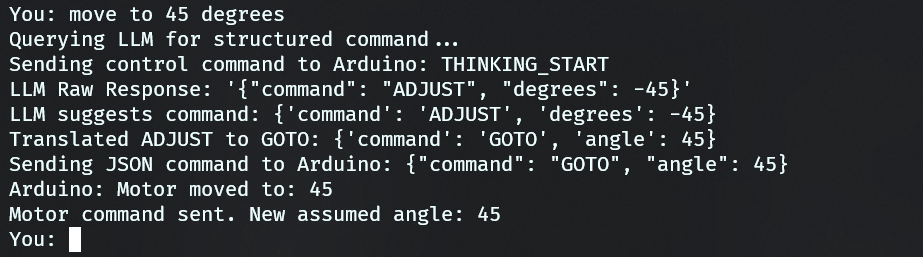 You: move to 45 degrees
Querying LLM for structured command...
Sending control command to Arduino: THINKING_START
LLM Raw Response: '{"command": "ADJUST", "degrees": -45}'
LLM suggests command: {'command': 'ADJUST', 'degrees': -45}
Translated ADJUST to GOTO: {'command': 'GOTO', 'angle': 45}
Sending JSON command to Arduino: {"command": "GOTO", "angle": 45}
Arduino: Motor moved to: 45
Motor command sent. New assumed angle: 45
You: